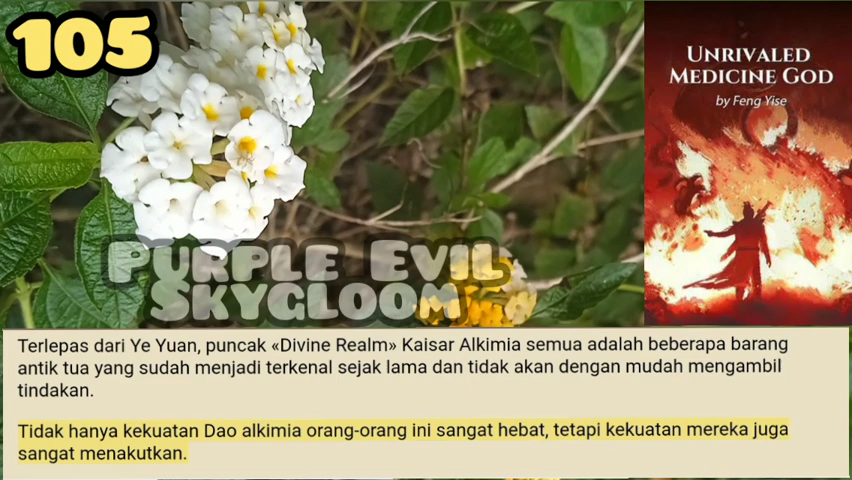 105
UNRIVALED
MEDICINE GOD
by Feng Yise
PURPLE EVIL
SKYGLOOM
Terlepas dari Ye Yuan, puncak «Divine Realm» Kaisar Alkimia semua adalah beberapa barang
antik tua yang sudah menjadi terkenal sejak lama dan tidak akan dengan mudah mengambil
tindakan.
Tidak hanya kekuatan Dao alkimia orang-orang ini sangat hebat, tetapi kekuatan mereka juga
sangat menakutkan.